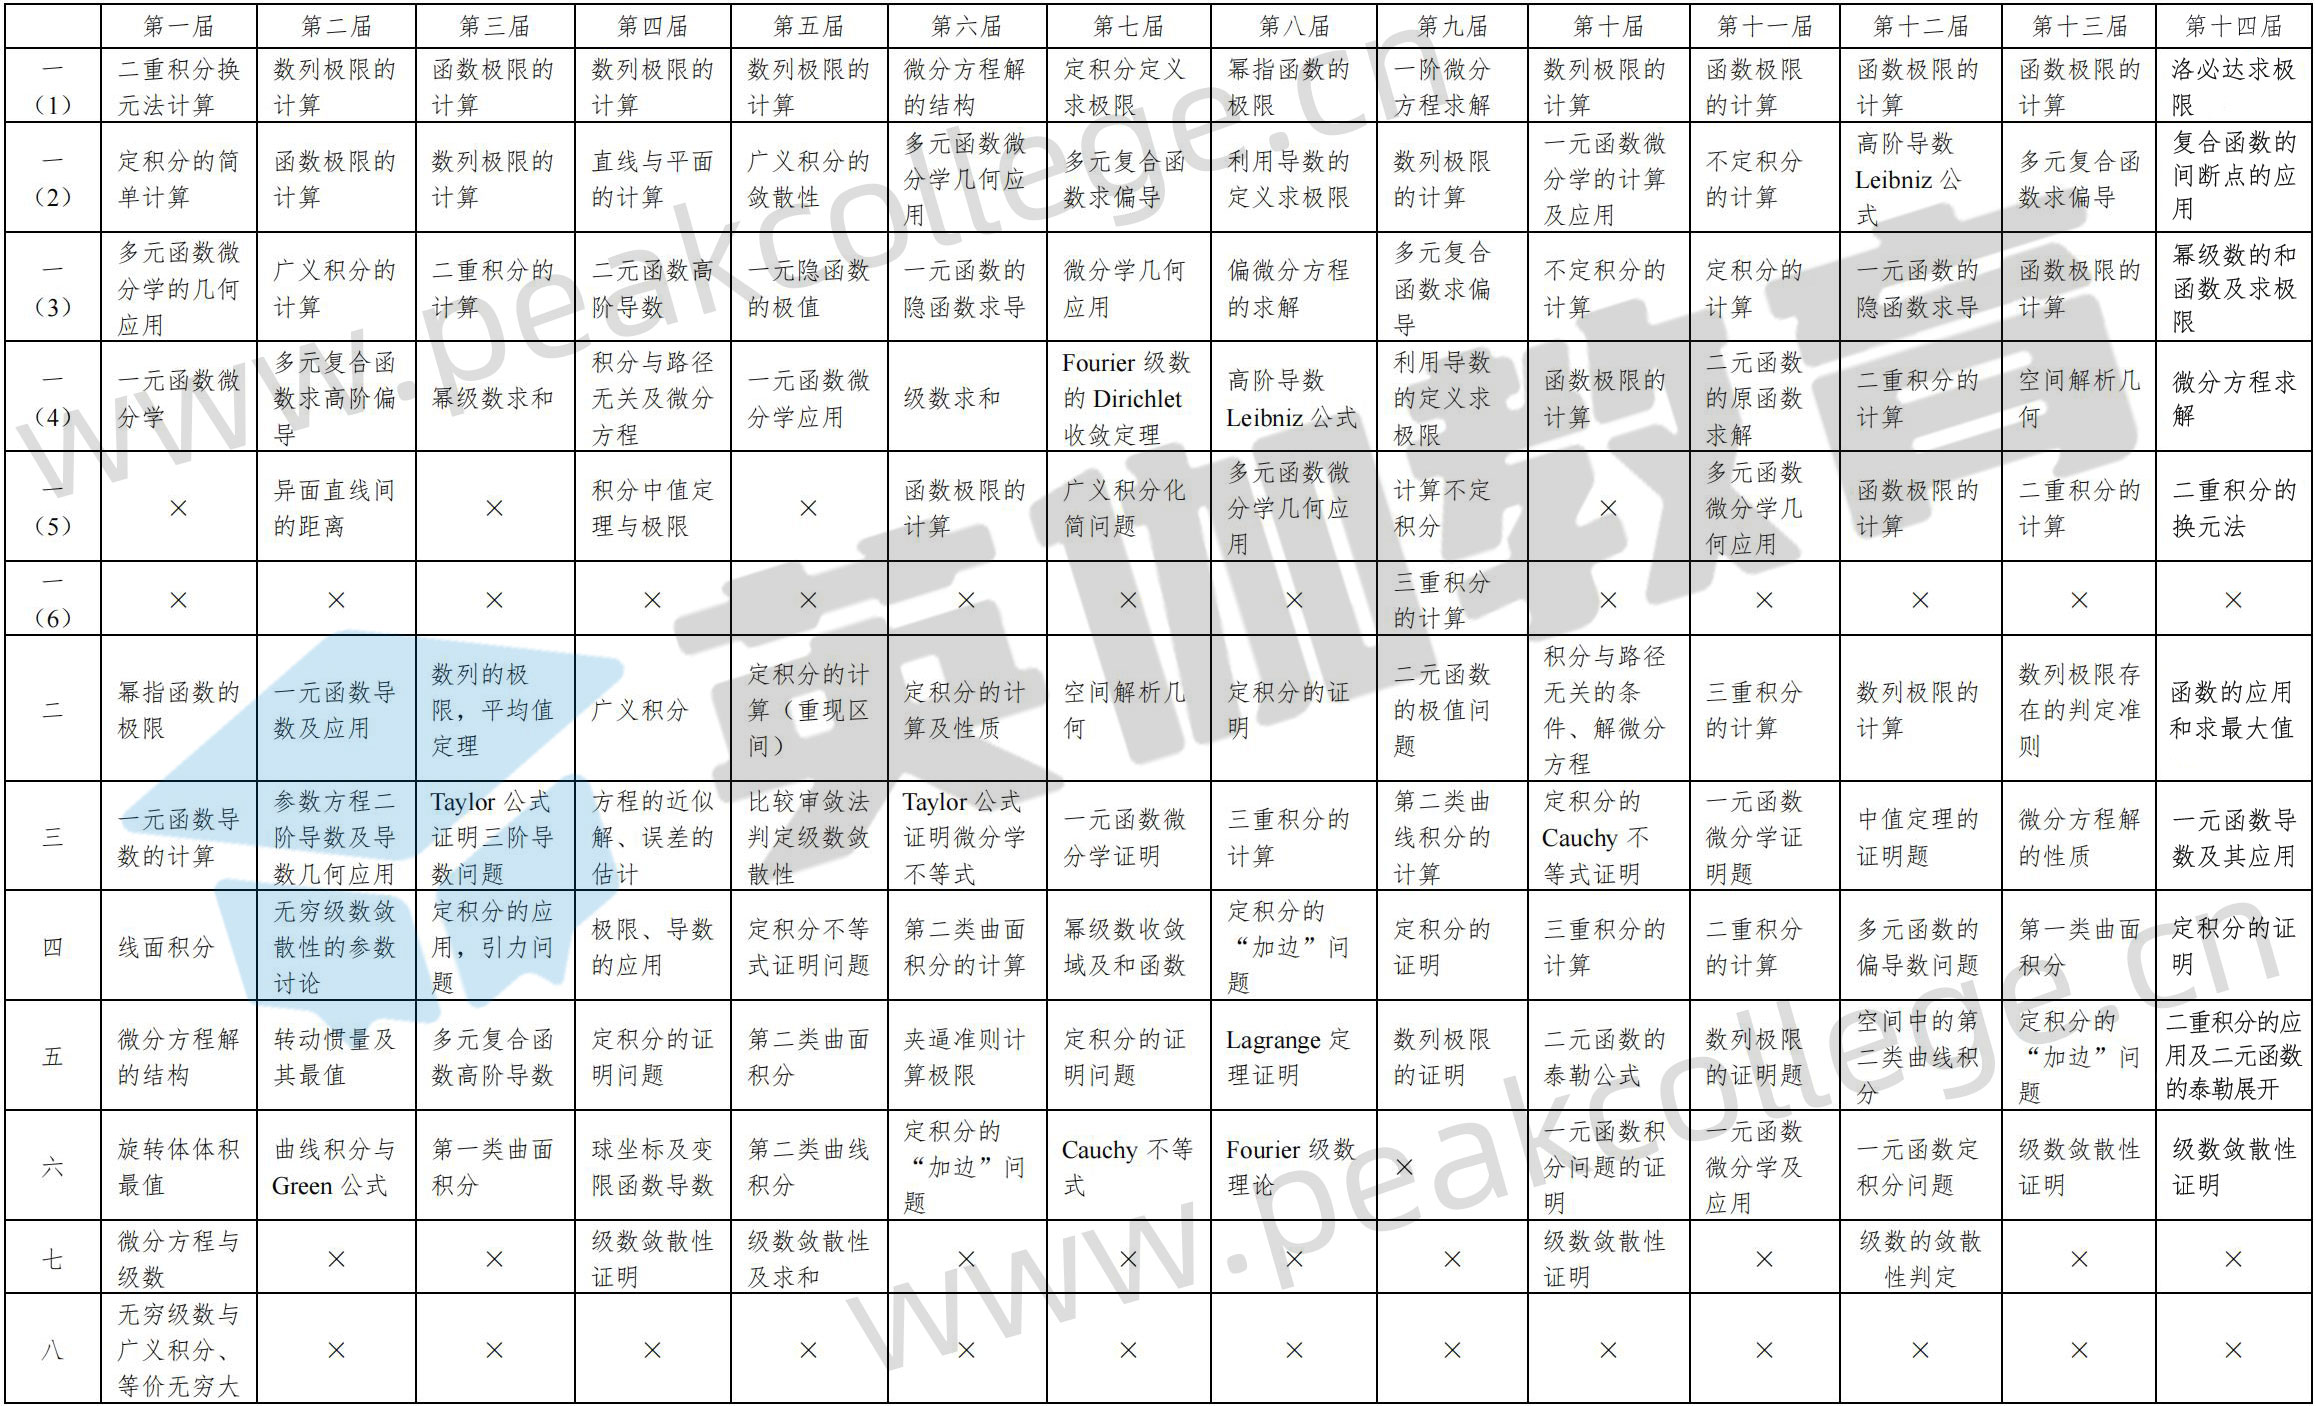 第一届 第二届 第三届 第四届 第五届 第六届 第七届 第八届 第九届 第十届 第十一届 第十二届 第十三届 第十四届
一（1） 二重积分换元法计算 数列极限的计算 函数极限的计算 数列极限的计算 数列极限的计算 微分方程解的结构 定积分定义求极限 幂指函数的极限 一阶微分方程求解 数列极限的计算 函数极限的计算 函数极限的计算 函数极限的计算 洛必达求极限
一（2） 定积分的简单计算 函数极限的计算 数列极限的计算 直线与平面的计算 广义积分的敛散性 多元函数微分学几何应用 多元复合函数求偏导 利用导数的定义求极限 数列极限的计算 一元函数微分学的计算及应用 不定积分的计算 高阶导数Leibniz 公式 多元复合函数求偏导 复合函数的间断点的应用
一（3） 多元函数微分学的几何应用 广义积分的计算 二重积分的计算 二元函数高阶导数 一元隐函数的极值 一元函数的隐函数求导 微分学几何应用 偏微分方程的求解 多元复合函数求偏导 不定积分的计算 定积分的计算 一元函数的隐函数求导 函数极限的计算 幂级数的和函数及求极限
一（4） 一元函数微分学 多元复合函数求高阶偏导 幂级数求和 积分与路径无关及微分方程 一元函数微分学应用 级数求和 Fourier 级数的 Dirichlet 收敛定理 高阶导数 Leibniz 公式 利用导数的定义求极限 函数极限的计算 二元函数的原函数求解 二重积分的计算 空间解析几何 微分方程求解
一（5） × 异面直线间的距离 × 积分中值定理与极限 × 函数极限的计算 广义积分化简问题 多元函数微分学几何应用 计算不定积分 × 多元函数微分学几何应用 函数极限的计算 二重积分的计算 二重积分的换元法
一（6） × × × × × × × × 三重积分的计算 × × × × ×
二 幂指函数的极限 一元函数导数及应用 数列的极限，平均值定理 广义积分 定积分的计算（重现区间） 定积分的计算及性质 空间解析几何 定积分的证明 二元函数的极值问题 积分与路径无关的条件、解微分方程 三重积分的计算 数列极限的计算 数列极限存在的判定准则 函数的应用和求最大值
三 一元函数导数的计算 参数方程二阶导数及导数几何应用 Taylor 公式证明三阶导数问题 方程的近似解、误差的估计 比较审敛法判定级数敛散性 Taylor 公式证明微分学不等式 一元函数微分学证明 三重积分的计算 第二类曲线积分的计算 定积分的 Cauchy 不等式证明 一元函数微分学证明题 中值定理的证明题 微分方程解的性质 一元函数导数及其应用
四 线面积分 无穷级数敛散性的参数讨论 定积分的应用，引力问题 极限、导数的应用 定积分不等式证明问题 第二类曲面积分的计算 幂级数收敛域及和函数 定积分的“加边”问题 定积分的证明 三重积分的计算 二重积分的计算 多元函数的偏导数问题 第一类曲面积分 定积分的证明
五 微分方程解的结构 转动惯量及其最值 多元复合函数高阶导数 定积分的证明问题 第二类曲面积分 夹逼准则计算极限 定积分的证明问题 Lagrange 定理证明 数列极限的证明 二元函数的泰勒公式 数列极限的证明题 空间中的第二类曲线积分 定积分的“加边”问题 二重积分的应用及二元函数的泰勒展开
六 旋转体体积最值 曲线积分与 Green 公式 第一类曲面积分 球坐标及变限函数导数 第二类曲线积分 定积分的“加边”问题 Cauchy 不等式 Fourier 级数理论 × 一元函数积分问题的证明 一元函数微分学及应用 一元函数定积分问题 级数敛散性证明 级数敛散性证明
七 微分方程与级数 × × 级数敛散性证明 级数敛散性及求和 × × × × 级数敛散性证明 × 级数的敛散性判定 × ×
八 无穷级数与广义积分、等价无穷大 × × × × × × × × × × × × ×
www.peakcollege.cn
教育
www.peakcollege.cn